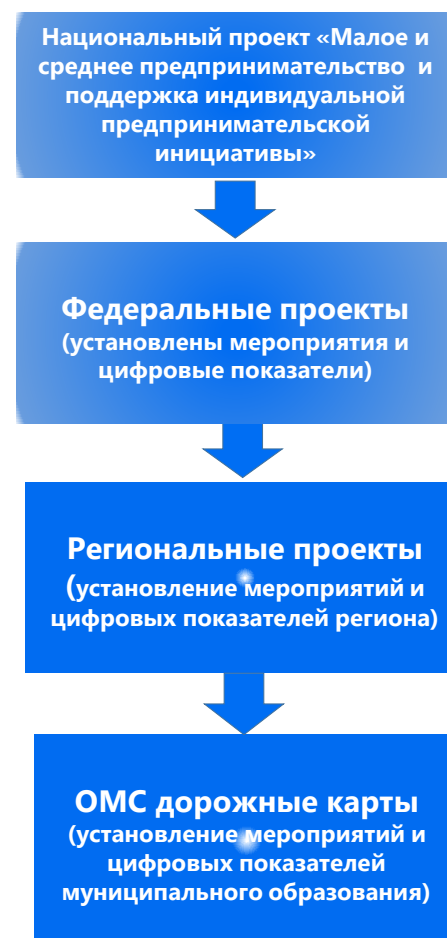 Национальный проект «Малое и
среднее предпринимательство и
поддержка индивидуальной
предпринимательской
инициативы»
Федеральные проекты
(установлены мероприятия и
цифровые показатели)
Региональные проекты
(установление мероприятий и
цифровых показателей региона)
ОМС дорожные карты
(установление мероприятий и
цифровых показателей
муниципального образования)